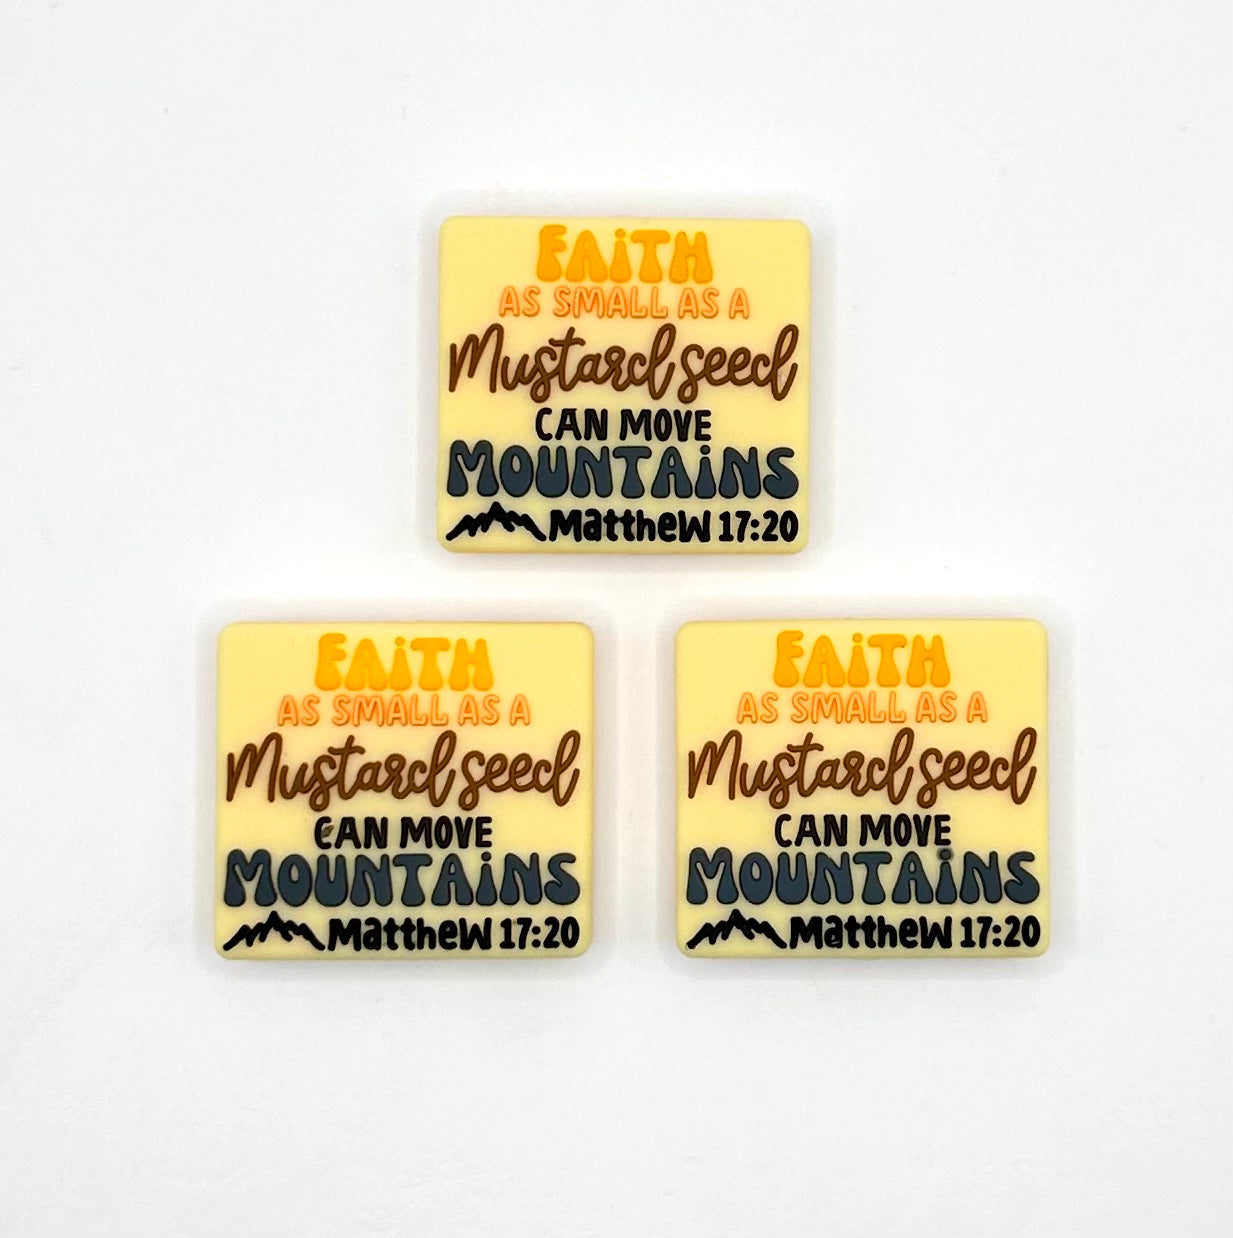 FAiTH
AS SMALL AS A
Mustard seed
CAN MOVE
MOUNTAiNS
MattheW 17:20
FAiTH
AS SMALL AS A
Mustard seed
CAN MOVE
MOUNTAiNS
MattheW 17:20
FAiTH
AS SMALL AS A
Mustard seed
CAN MOVE
MOUNTAiNS
MattheW 17:20